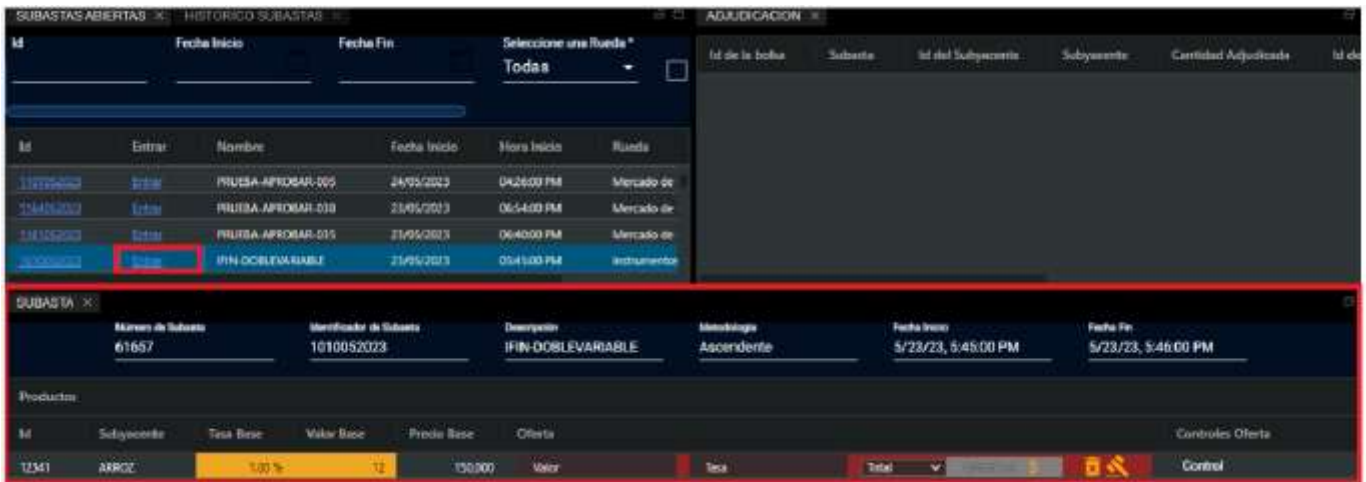 SUBASTAS ABIERTAS × HISTORICO SUBASTAS
Id Fecha Inicio Fecha Fin Seleccione una Rueda *
Todas
Id Entrar Nombre Fecha Inicio Hora Inicio Rueda
Entrar PRUEBA-APROBAR-005 24/05/2023 04:26:00 PM Mercado de
Entrar PRUEBA-APROBAR-030 23/05/2023 06:54:00 PM Mercado de
Entrar PRUEBA-APROBAR-035 23/05/2023 06:40:00 PM Mercado de
1010052023 Entrar IFIN-DOBLEVARIABLE 23/05/2023 05:45:00 PM Instrumentos
ADJUDICACION ×
Id de la bolsa Subasta Id del Subyacente Subyacente Cantidad Adjudicada Id de
SUBASTA ×
Número de Subasta Identificador de Subasta Descripción Metodología Fecha Inicio Fecha Fin
61657 1010052023 IFIN-DOBLEVARIABLE Ascendente 5/23/23, 5:45:00 PM 5/23/23, 5:46:00 PM
Productos
Id Subyacente Tasa Base Valor Base Precio Base Oferta Controles Oferta
12341 ARROZ 1.00 % 12 150,000 Valor Tasa Total Control